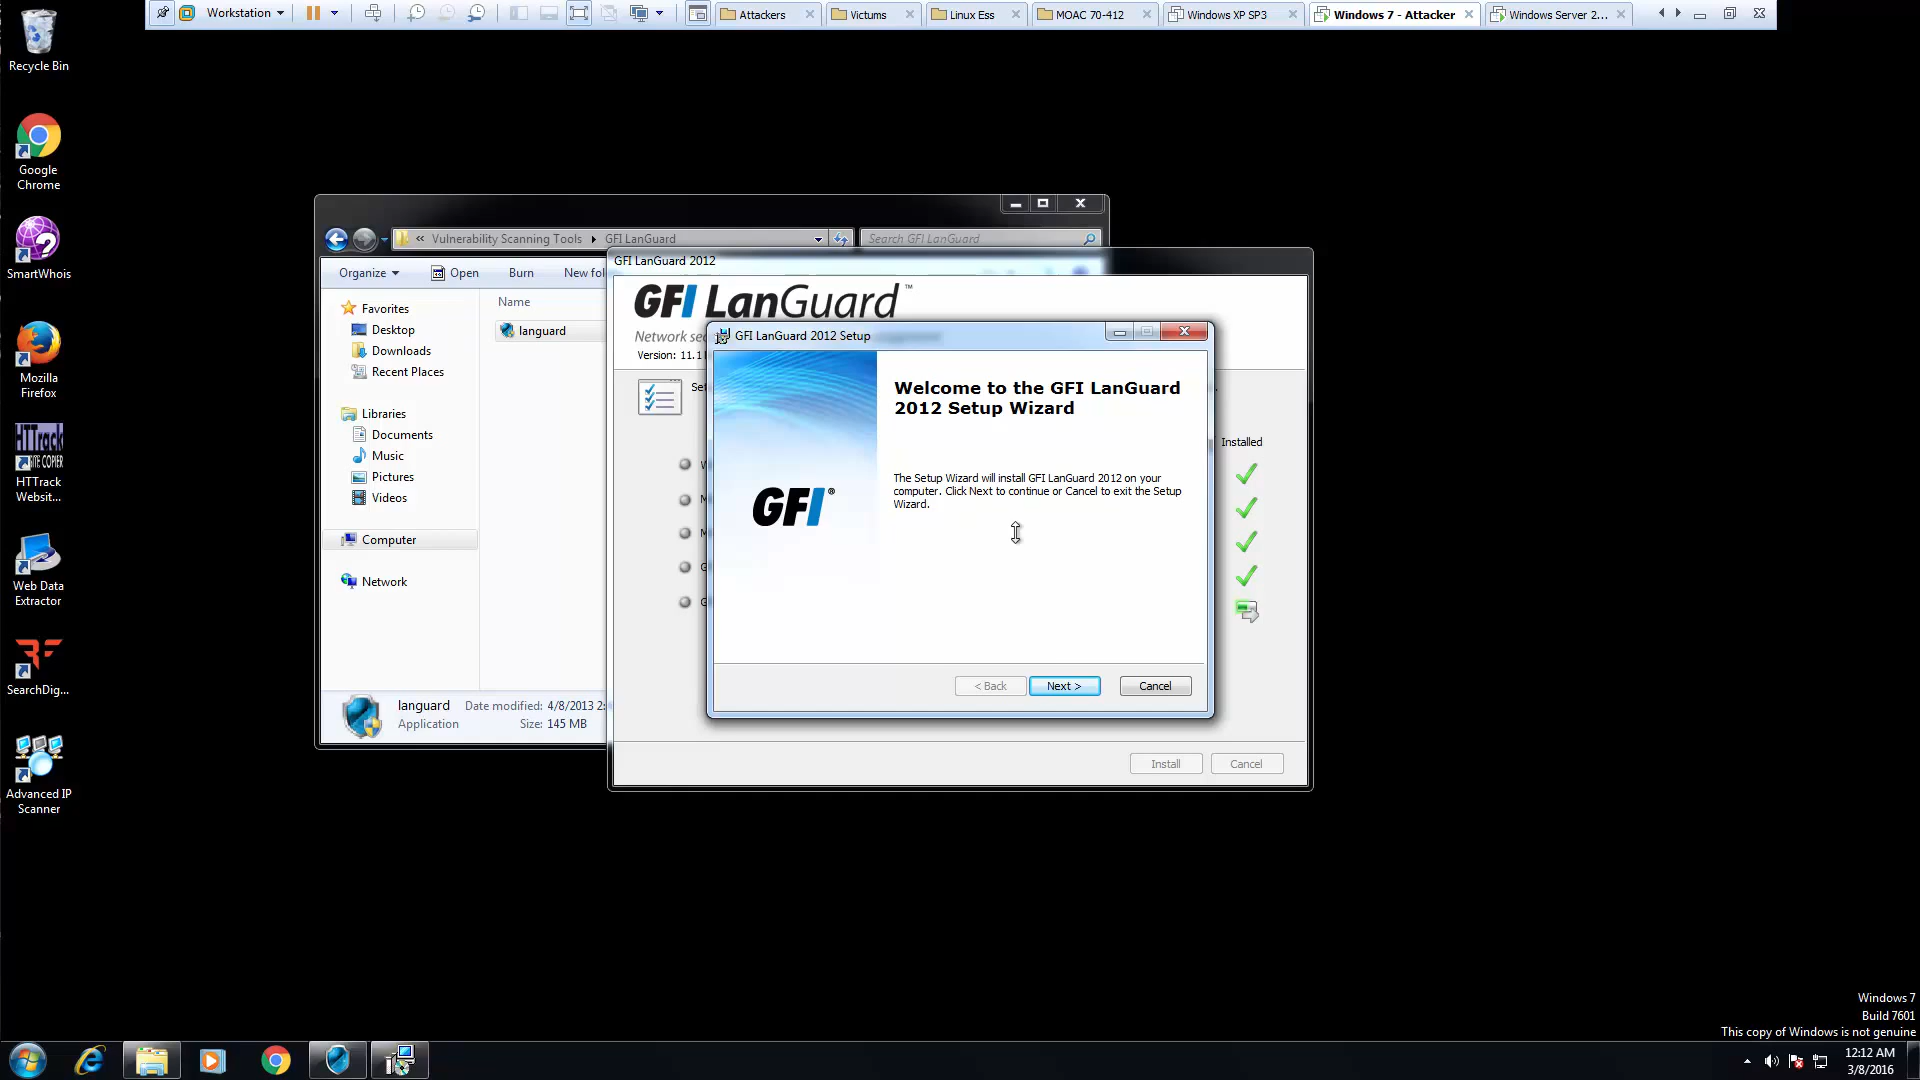 Workstation
Attackers
Victums
Linux Ess
MOAC 70-412
Windows XP SP3
Windows 7 - Attacker
Windows Server 2...
Recycle Bin
Google
Chrome
SmartWhois
Mozilla
Firefox
HTTrack
Websit...
Web Data
Extractor
SearchDig...
Advanced IP
Scanner
« Vulnerability Scanning Tools
GFI LanGuard
Search GFI LanGuard
Organize
Open
Burn
New fol
Name
languard
Favorites
Desktop
Downloads
Recent Places
Libraries
Documents
Music
Pictures
Videos
Computer
Network
languard Date modified: 4/8/2013 2:
Application Size: 145 MB
GFI LanGuard 2012
GFI LanGuard™
Network se
Version: 11.1
Set
Installed
Install
Cancel
GFI LanGuard 2012 Setup
Welcome to the GFI LanGuard
2012 Setup Wizard
The Setup Wizard will install GFI LanGuard 2012 on your
computer. Click Next to continue or Cancel to exit the Setup
Wizard.
GFI®
< Back
Next >
Cancel
Windows 7
Build 7601
This copy of Windows is not genuine
12:12 AM
3/8/2016